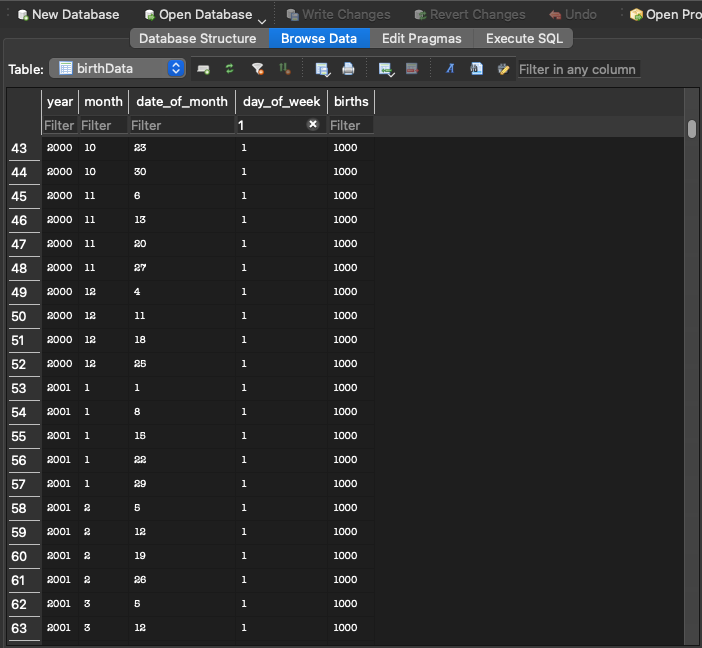 New Database Open Database Write Changes Revert Changes Undo Open Pro
Database Structure Browse Data Edit Pragmas Execute SQL
Table: birthData Filter in any column
year month date_of_month day_of_week births
Filter Filter Filter 1 Filter
43 2000 10 23 1 1000
44 2000 10 30 1 1000
45 2000 11 6 1 1000
46 2000 11 13 1 1000
47 2000 11 20 1 1000
48 2000 11 27 1 1000
49 2000 12 4 1 1000
50 2000 12 11 1 1000
51 2000 12 18 1 1000
52 2000 12 25 1 1000
53 2001 1 1 1 1000
54 2001 1 8 1 1000
55 2001 1 15 1 1000
56 2001 1 22 1 1000
57 2001 1 29 1 1000
58 2001 2 5 1 1000
59 2001 2 12 1 1000
60 2001 2 19 1 1000
61 2001 2 26 1 1000
62 2001 3 5 1 1000
63 2001 3 12 1 1000